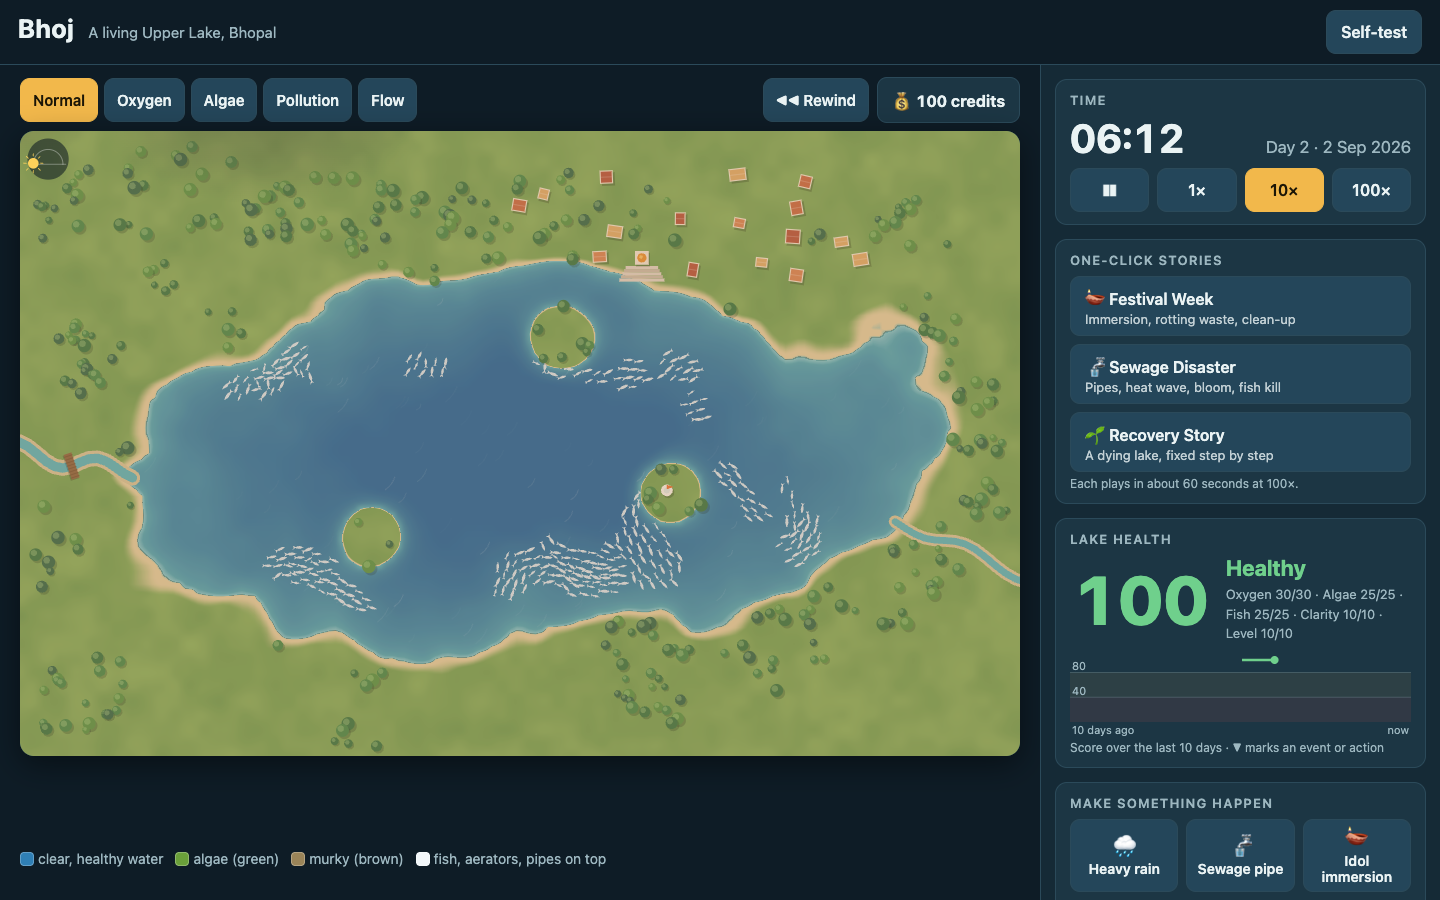 Bhoj
A living Upper Lake, Bhopal
Self-test
Normal
Oxygen
Algae
Pollution
Flow
◀◀ Rewind
💰 100 credits
TIME
06:12
Day 2 · 2 Sep 2026
1×
10×
100×
ONE-CLICK STORIES
Festival Week
Immersion, rotting waste, clean-up
Sewage Disaster
Pipes, heat wave, bloom, fish kill
Recovery Story
A dying lake, fixed step by step
Each plays in about 60 seconds at 100×.
LAKE HEALTH
100
Healthy
Oxygen 30/30 · Algae 25/25 ·
Fish 25/25 · Clarity 10/10 ·
Level 10/10
80
40
10 days ago
now
Score over the last 10 days · ▼ marks an event or action
MAKE SOMETHING HAPPEN
Heavy rain
Sewage pipe
Idol
immersion
clear, healthy water
algae (green)
murky (brown)
fish, aerators, pipes on top